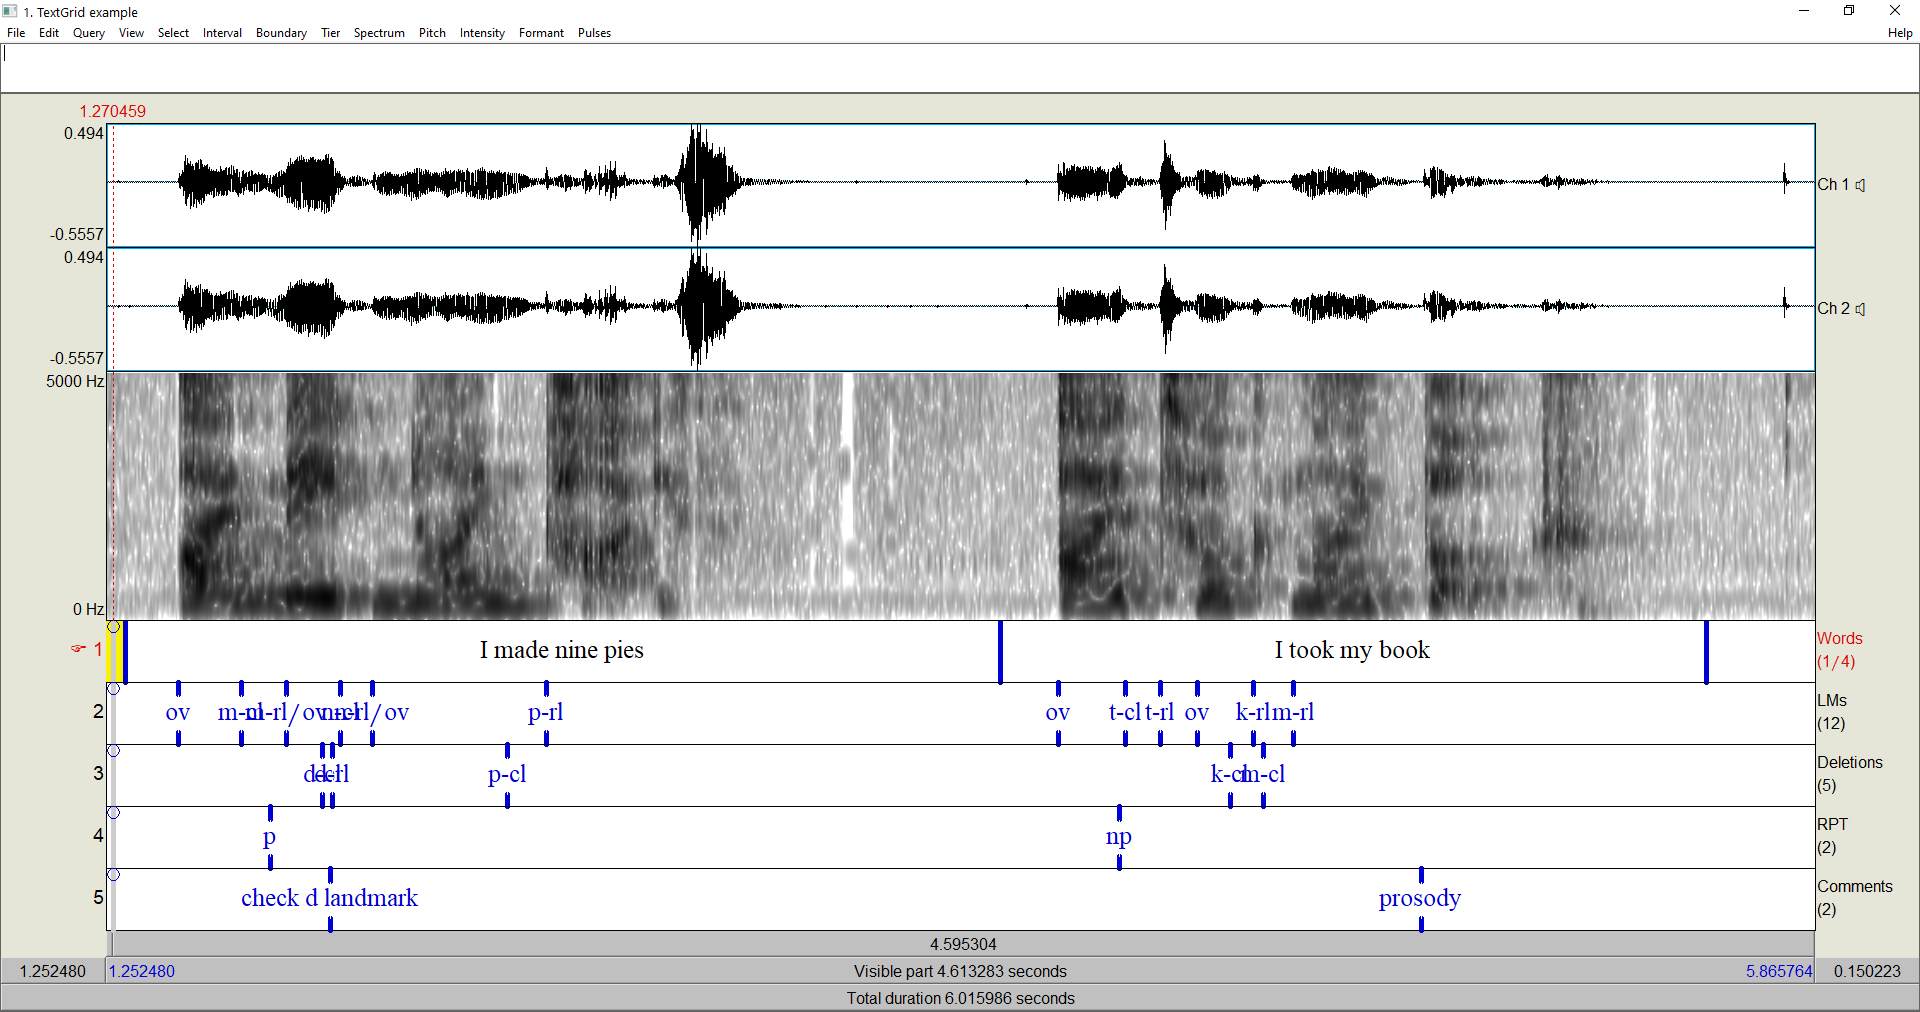 1. TextGrid example
File Edit Query View Select Interval Boundary Tier Spectrum Pitch Intensity Formant Pulses Help
1.270459
0.494
-0.5557
Ch 1
0.494
-0.5557
Ch 2
5000 Hz
0 Hz
1 I made nine pies I took my book Words
(1/4)
2 ov m-cl m-rl/ov n-cl n-rl/ov p-rl ov t-cl t-rl ov k-rl m-rl LMs
(12)
3 d-cl d-rl p-cl k-cl m-cl Deletions
(5)
4 p np RPT
(2)
5 check d landmark prosody Comments
(2)
4.595304
1.252480 1.252480 Visible part 4.613283 seconds 5.865764 0.150223
Total duration 6.015986 seconds